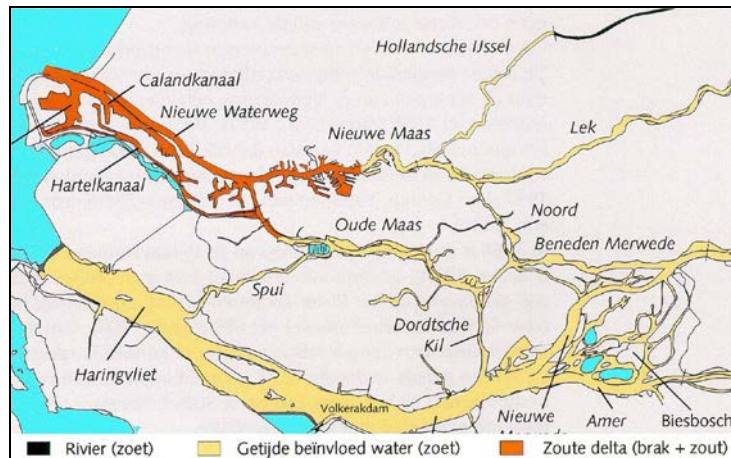 Hollandsche IJssel
Calandkanaal
Nieuwe Waterweg
Nieuwe Maas
Lek
Hartelkanaal
Oude Maas
Noord
Beneden Merwede
Spui
Dordtsche
Kil
Haringvliet
Volkerakdam
Nieuwe
Amer
Biesbosch
Rivier (zoet)
Getijde beïnvloed water (zoet)
Zoute delta (brak + zout)